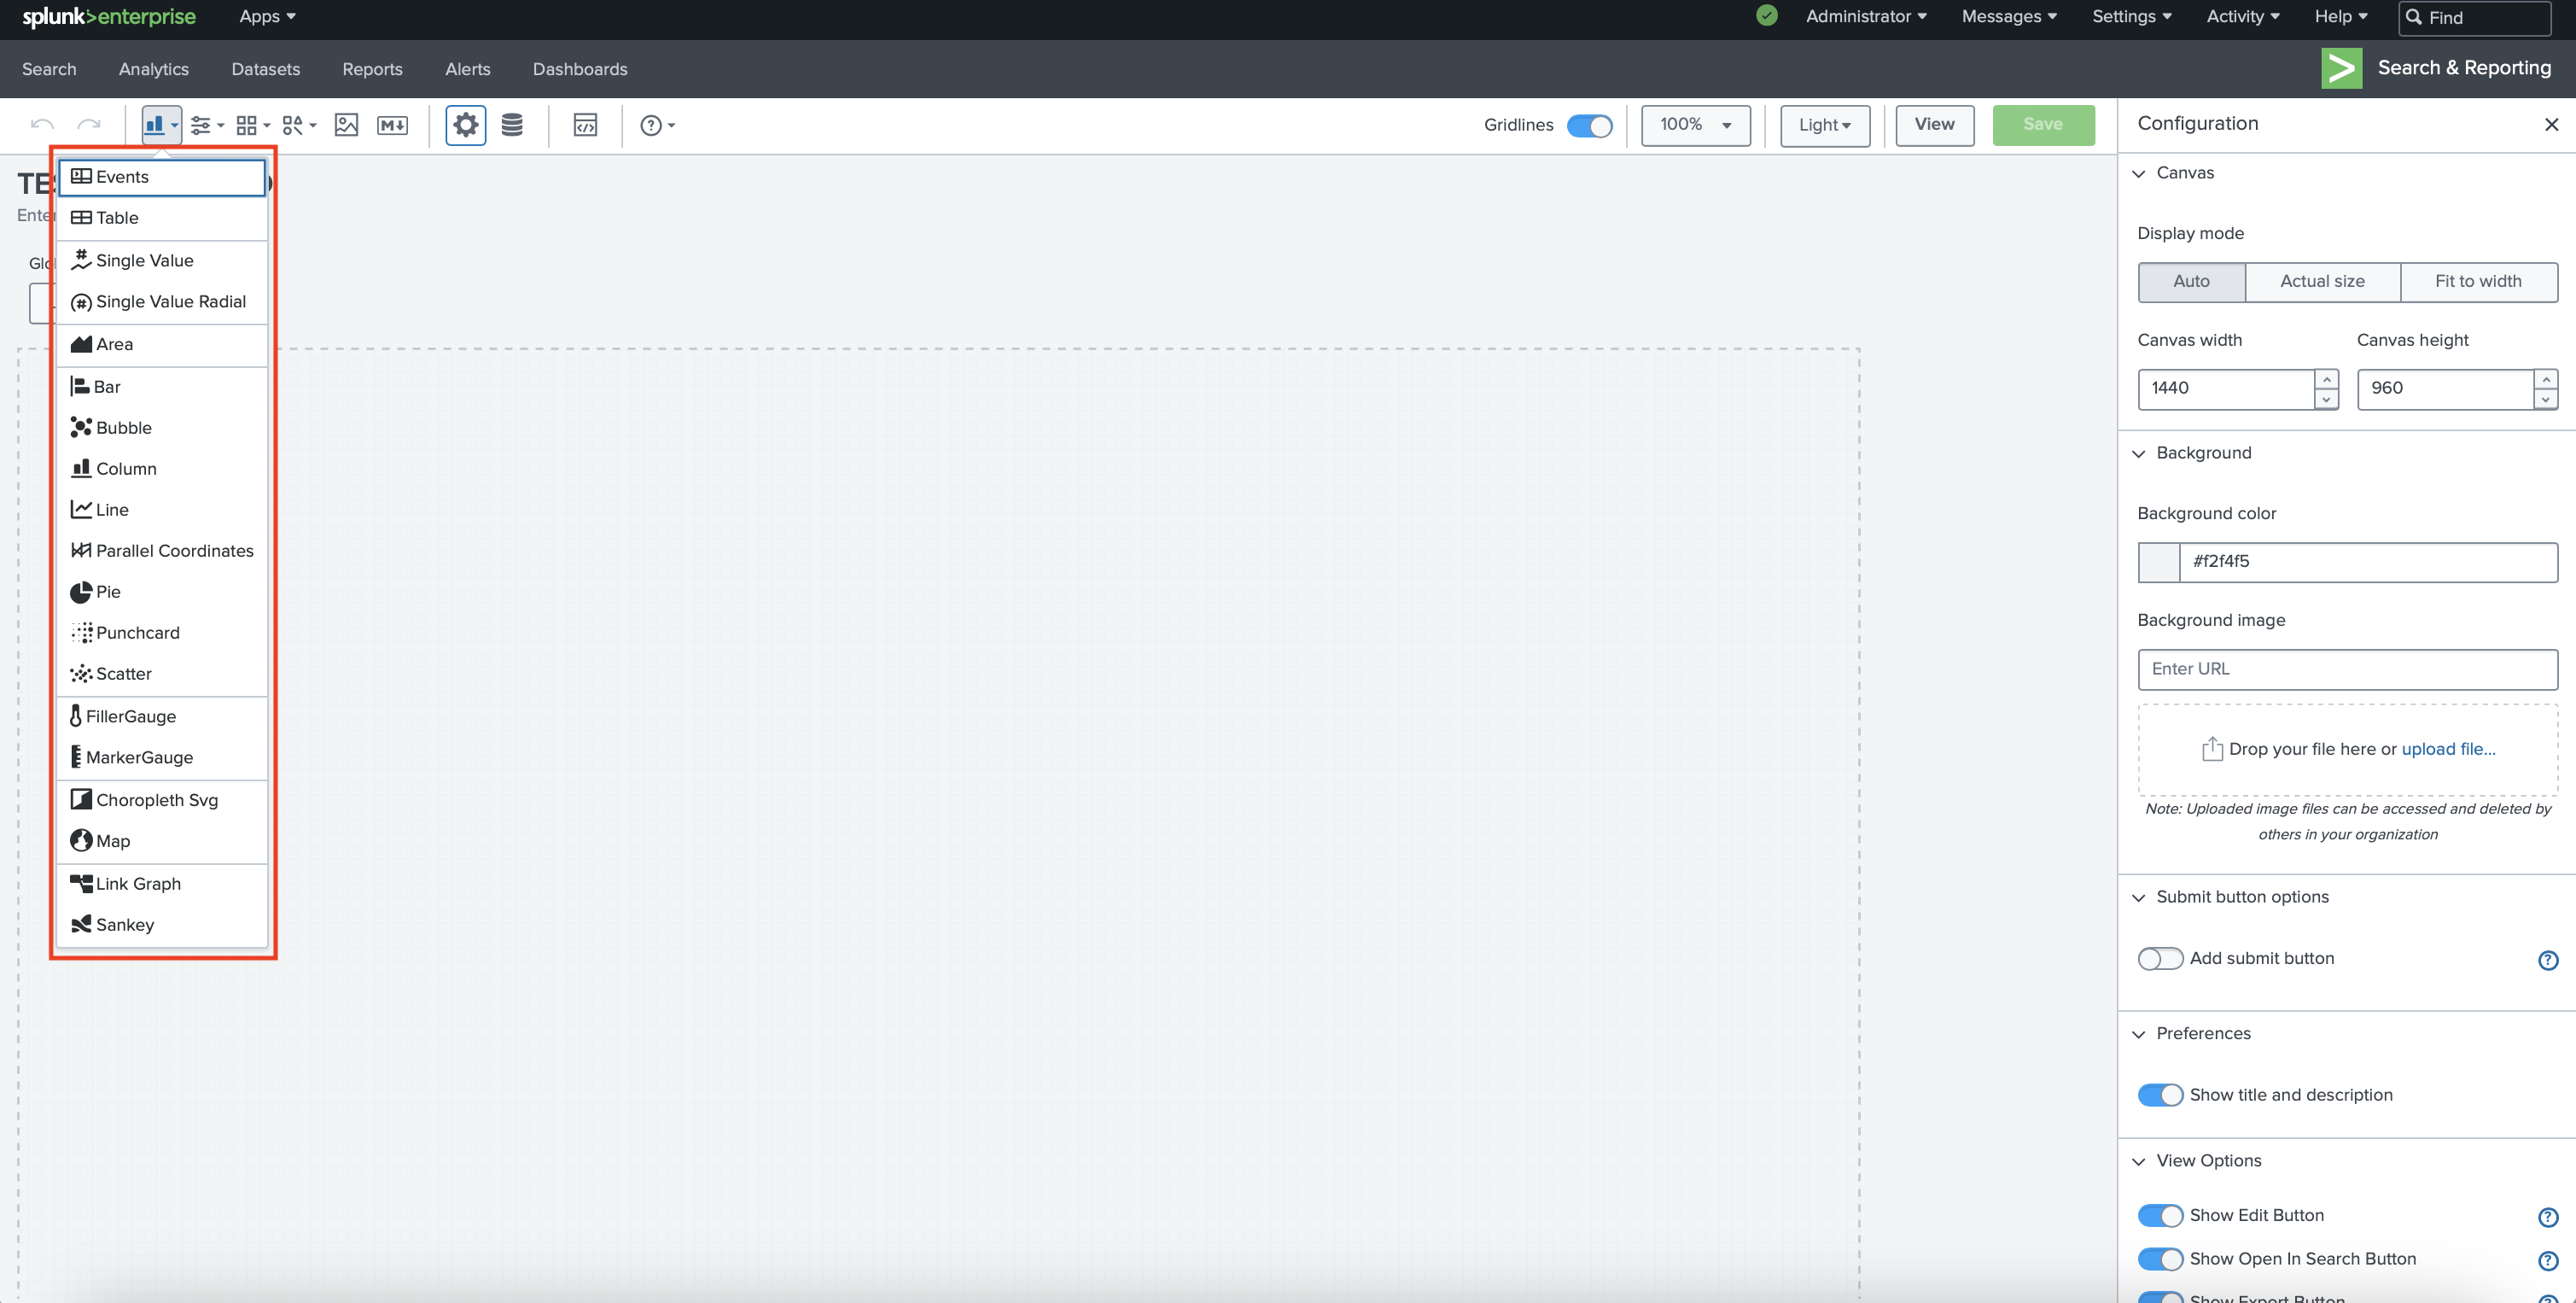 splunk>enterprise Apps Administrator Messages Settings Activity Help Find
Search Analytics Datasets Reports Alerts Dashboards Search & Reporting
Gridlines 100% Light View Save
Configuration
Events
Table
Single Value
Single Value Radial
Area
Bar
Bubble
Column
Line
Parallel Coordinates
Pie
Punchcard
Scatter
FillerGauge
MarkerGauge
Choropleth Svg
Map
Link Graph
Sankey
Canvas
Display mode
Auto Actual size Fit to width
Canvas width Canvas height
1440 960
Background
Background color
#f2f4f5
Background image
Enter URL
Drop your file here or upload file...
Note: Uploaded image files can be accessed and deleted by
others in your organization
Submit button options
Add submit button
Preferences
Show title and description
View Options
Show Edit Button
Show Open In Search Button
Show Export Button